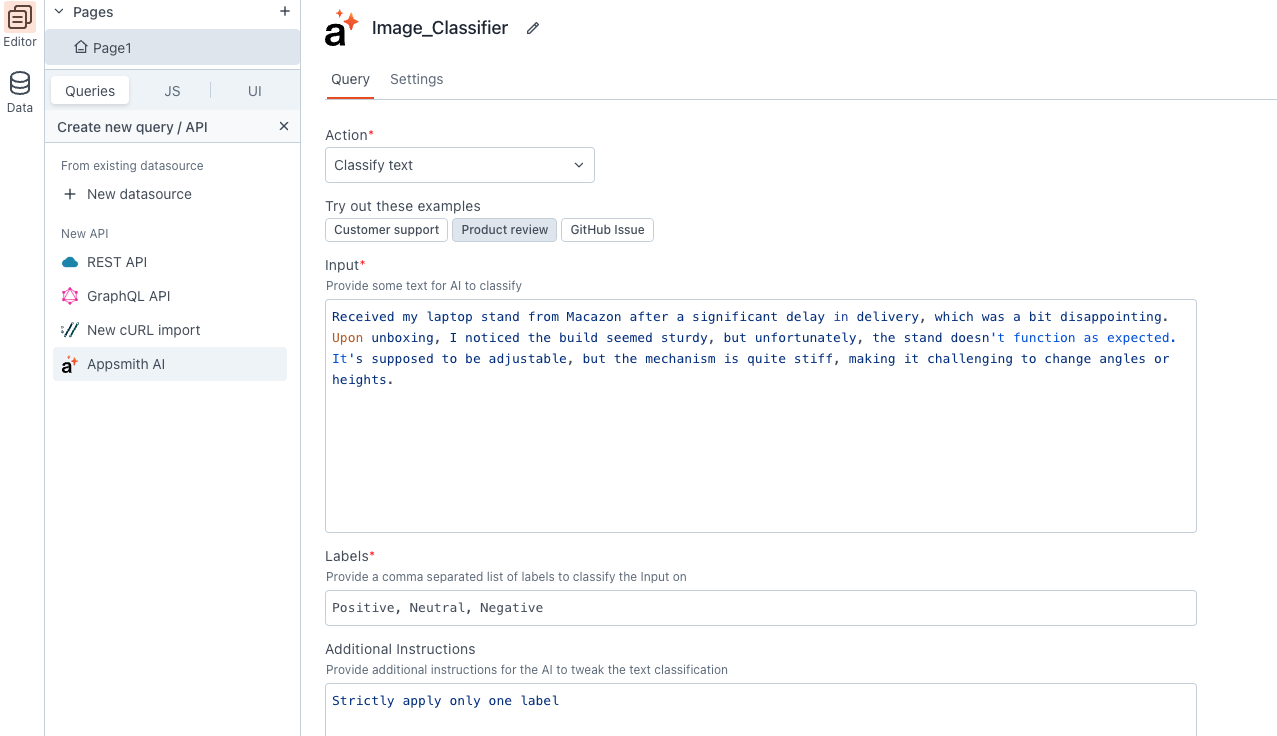 Editor
Data
Pages
Page1
Queries
JS
UI
Create new query / API
From existing datasource
New datasource
New API
REST API
GraphQL API
New cURL import
Appsmith AI
Image_Classifier
Query
Settings
Action*
Classify text
Try out these examples
Customer support
Product review
GitHub Issue
Input*
Provide some text for AI to classify
Received my laptop stand from Macazon after a significant delay in delivery, which was a bit disappointing.
Upon unboxing, I noticed the build seemed sturdy, but unfortunately, the stand doesn't function as expected.
It's supposed to be adjustable, but the mechanism is quite stiff, making it challenging to change angles or
heights.
Labels*
Provide a comma separated list of labels to classify the Input on
Positive, Neutral, Negative
Additional Instructions
Provide additional instructions for the AI to tweak the text classification
Strictly apply only one label